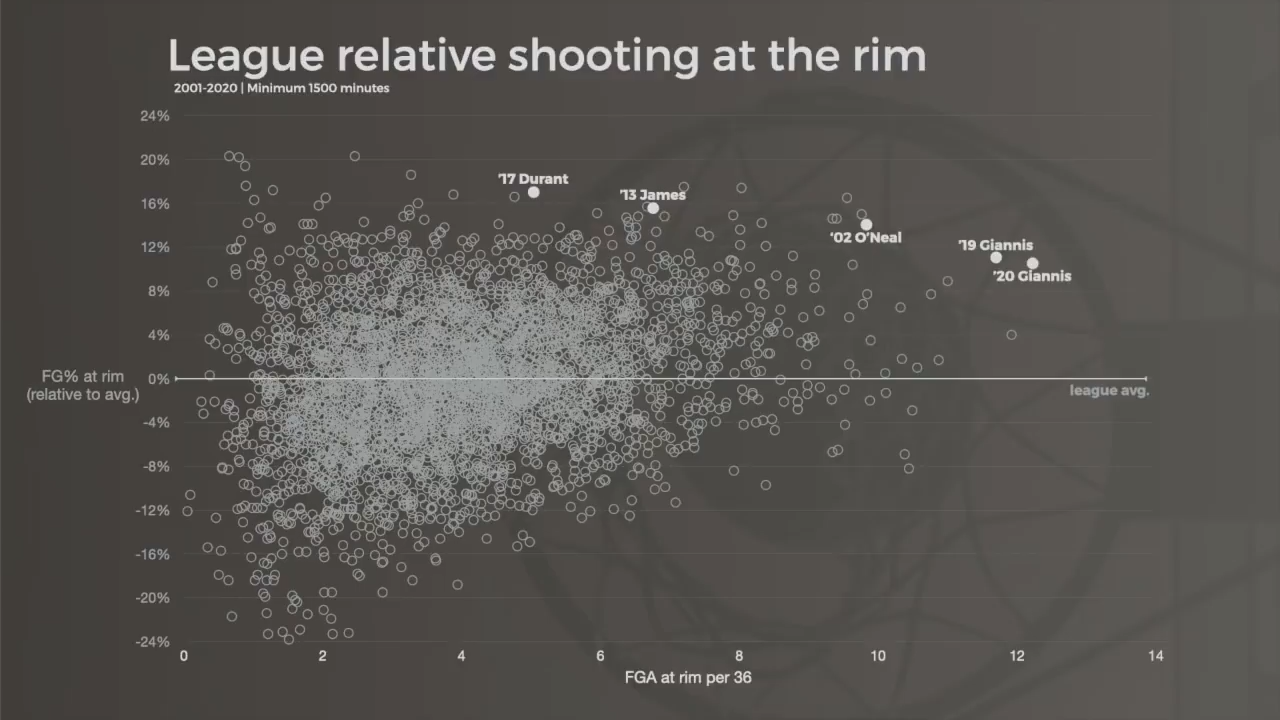 League relative shooting at the rim
2001-2020 | Minimum 1500 minutes
24%
20%
16%
12%
8%
4%
0%
-4%
-8%
-12%
-16%
-20%
-24%
FG% at rim
(relative to avg.)
'17 Durant
'13 James
‘02 O’Neal
'19 Giannis
'20 Giannis
league avg.
0 2 4 6 8 10 12 14
FGA at rim per 36